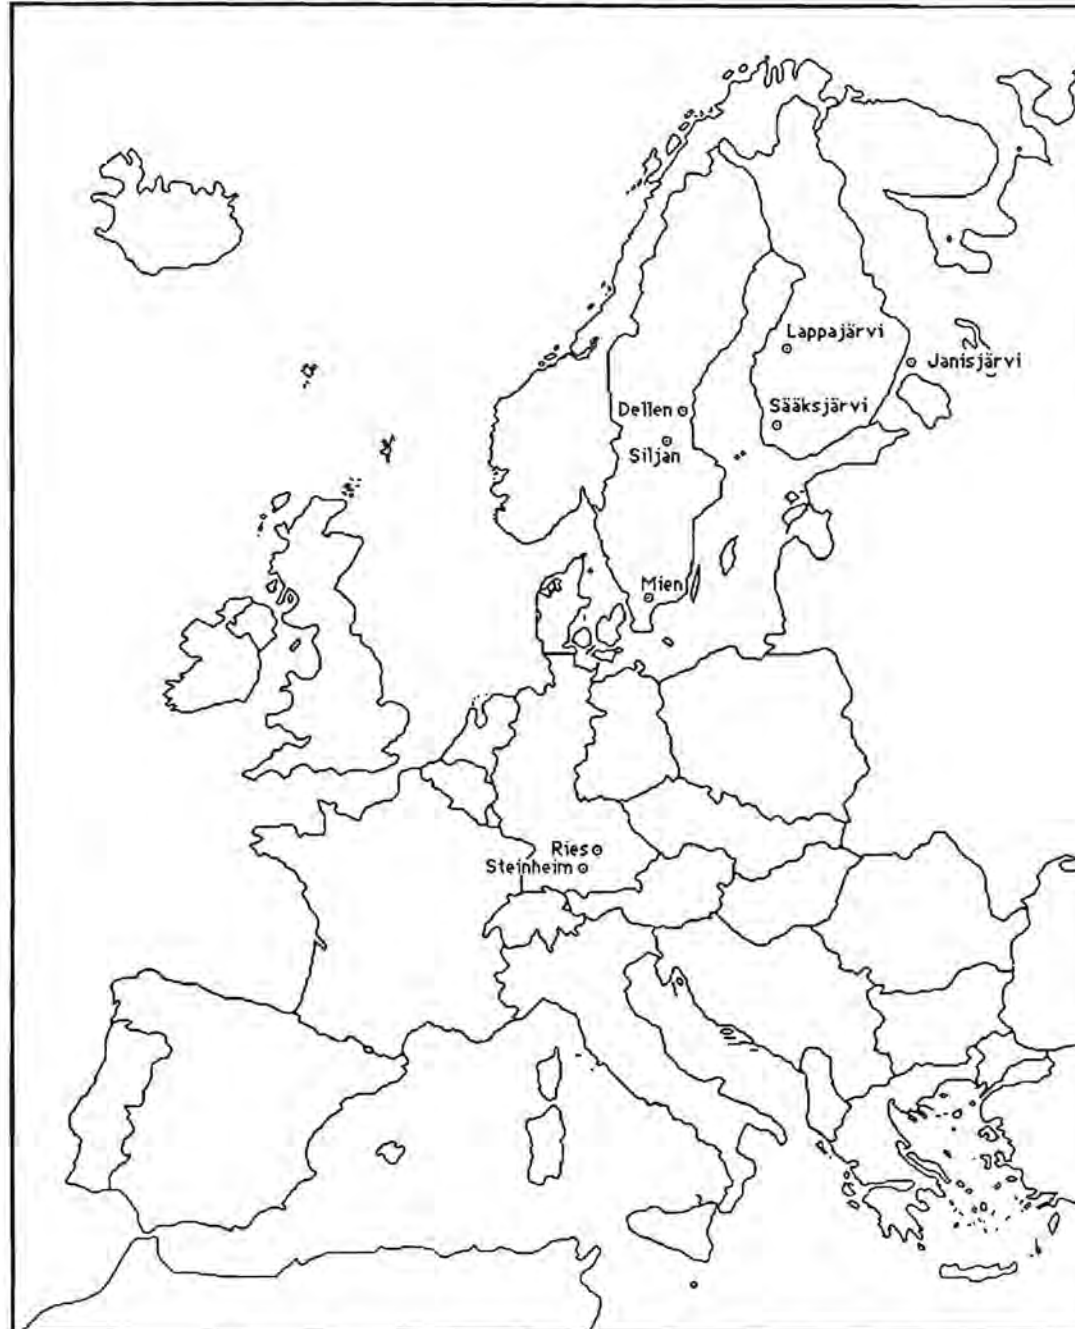 Lappajärvi
Janisjärvi
Dellen
Sääksjärvi
Siljan
Mien
Ries
Steinheim